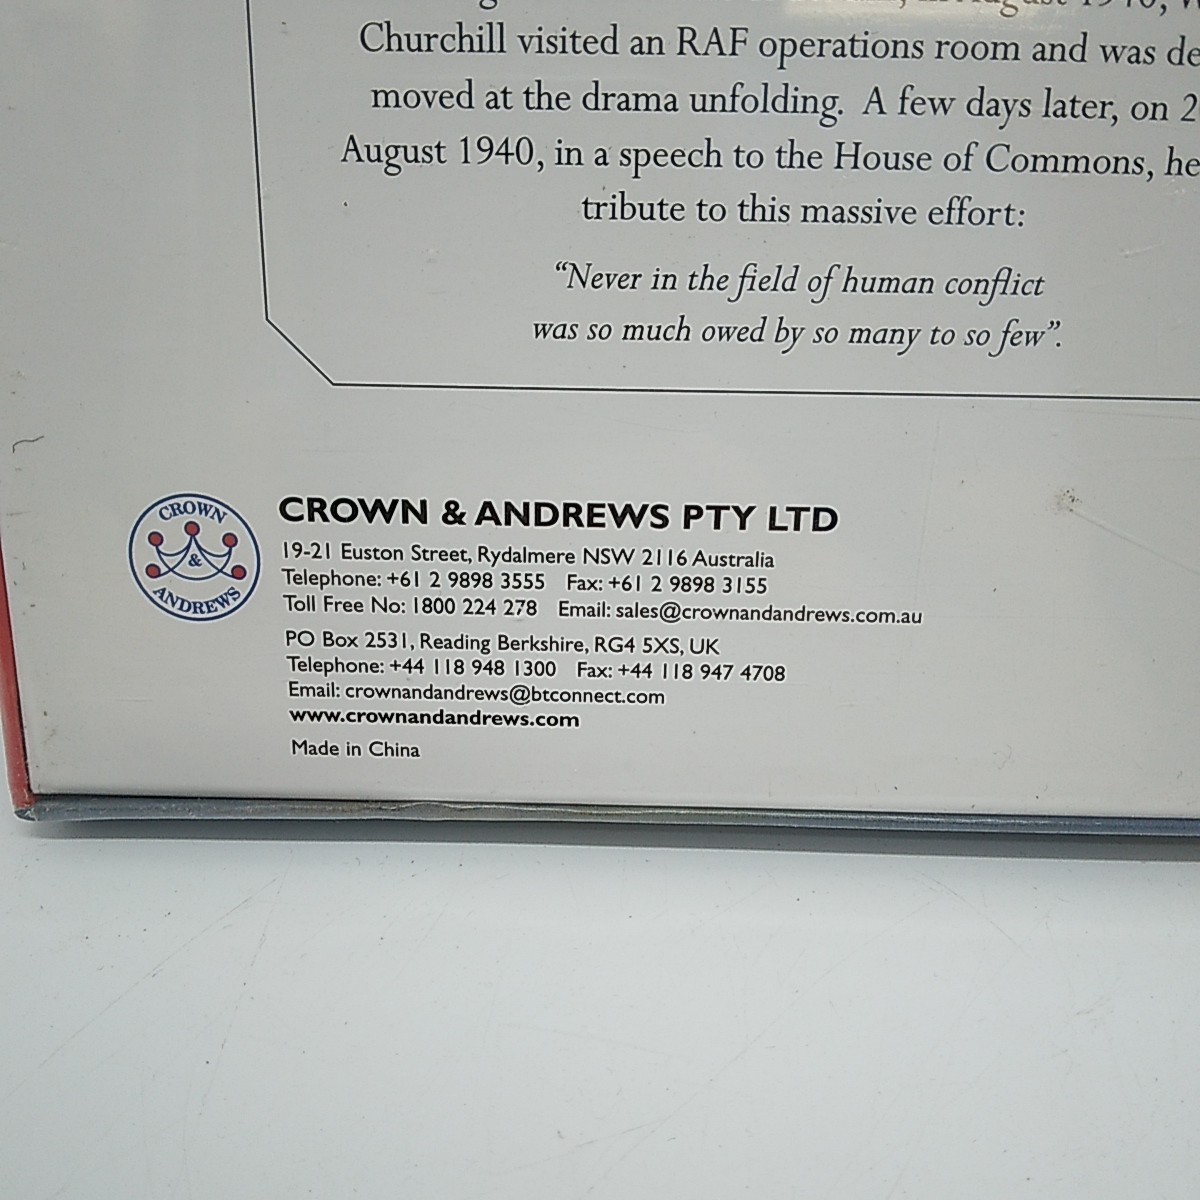 Churchill visited an RAF operations room and was
moved at the drama unfolding. A few days later, on
August 1940, in a speech to the House of Commons, he
tribute to this massive effort:
“Never in the field of human conflict
was so much owed by so many to so few”.
CROWN
&
ANDREWS
CROWN & ANDREWS PTY LTD
19-21 Euston Street, Rydalmere NSW 2116 Australia
Telephone: +61 2 9898 3555 Fax: +61 2 9898 3155
Toll Free No: 1800 224 278 Email: sales@crownandandrews.com.au
PO Box 2531, Reading Berkshire, RG4 5XS, UK
Telephone: +44 118 948 1300 Fax: +44 118 947 4708
Email: crownandandrews@btconnect.com
www.crownandandrews.com
Made in China